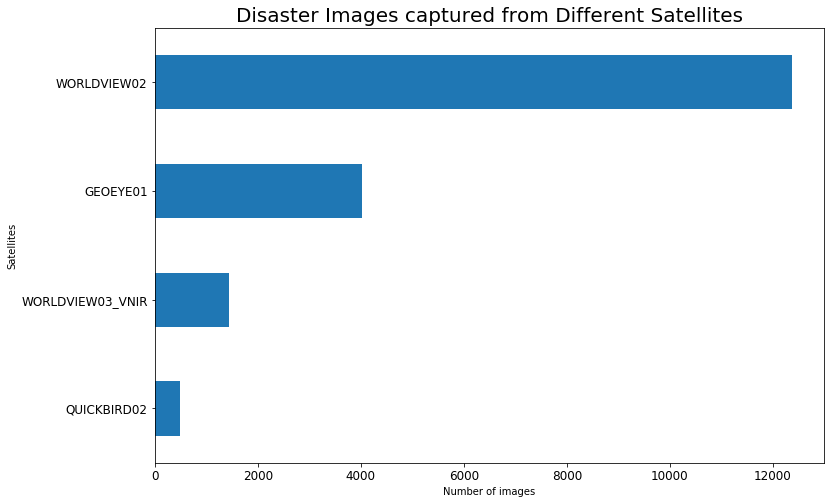 Disaster Images captured from Different Satellites
WORLDVIEW02
GEOEYE01
WORLDVIEW03_VNIR
QUICKBIRD02
Satellites
0 2000 4000 6000 8000 10000 12000
Number of images